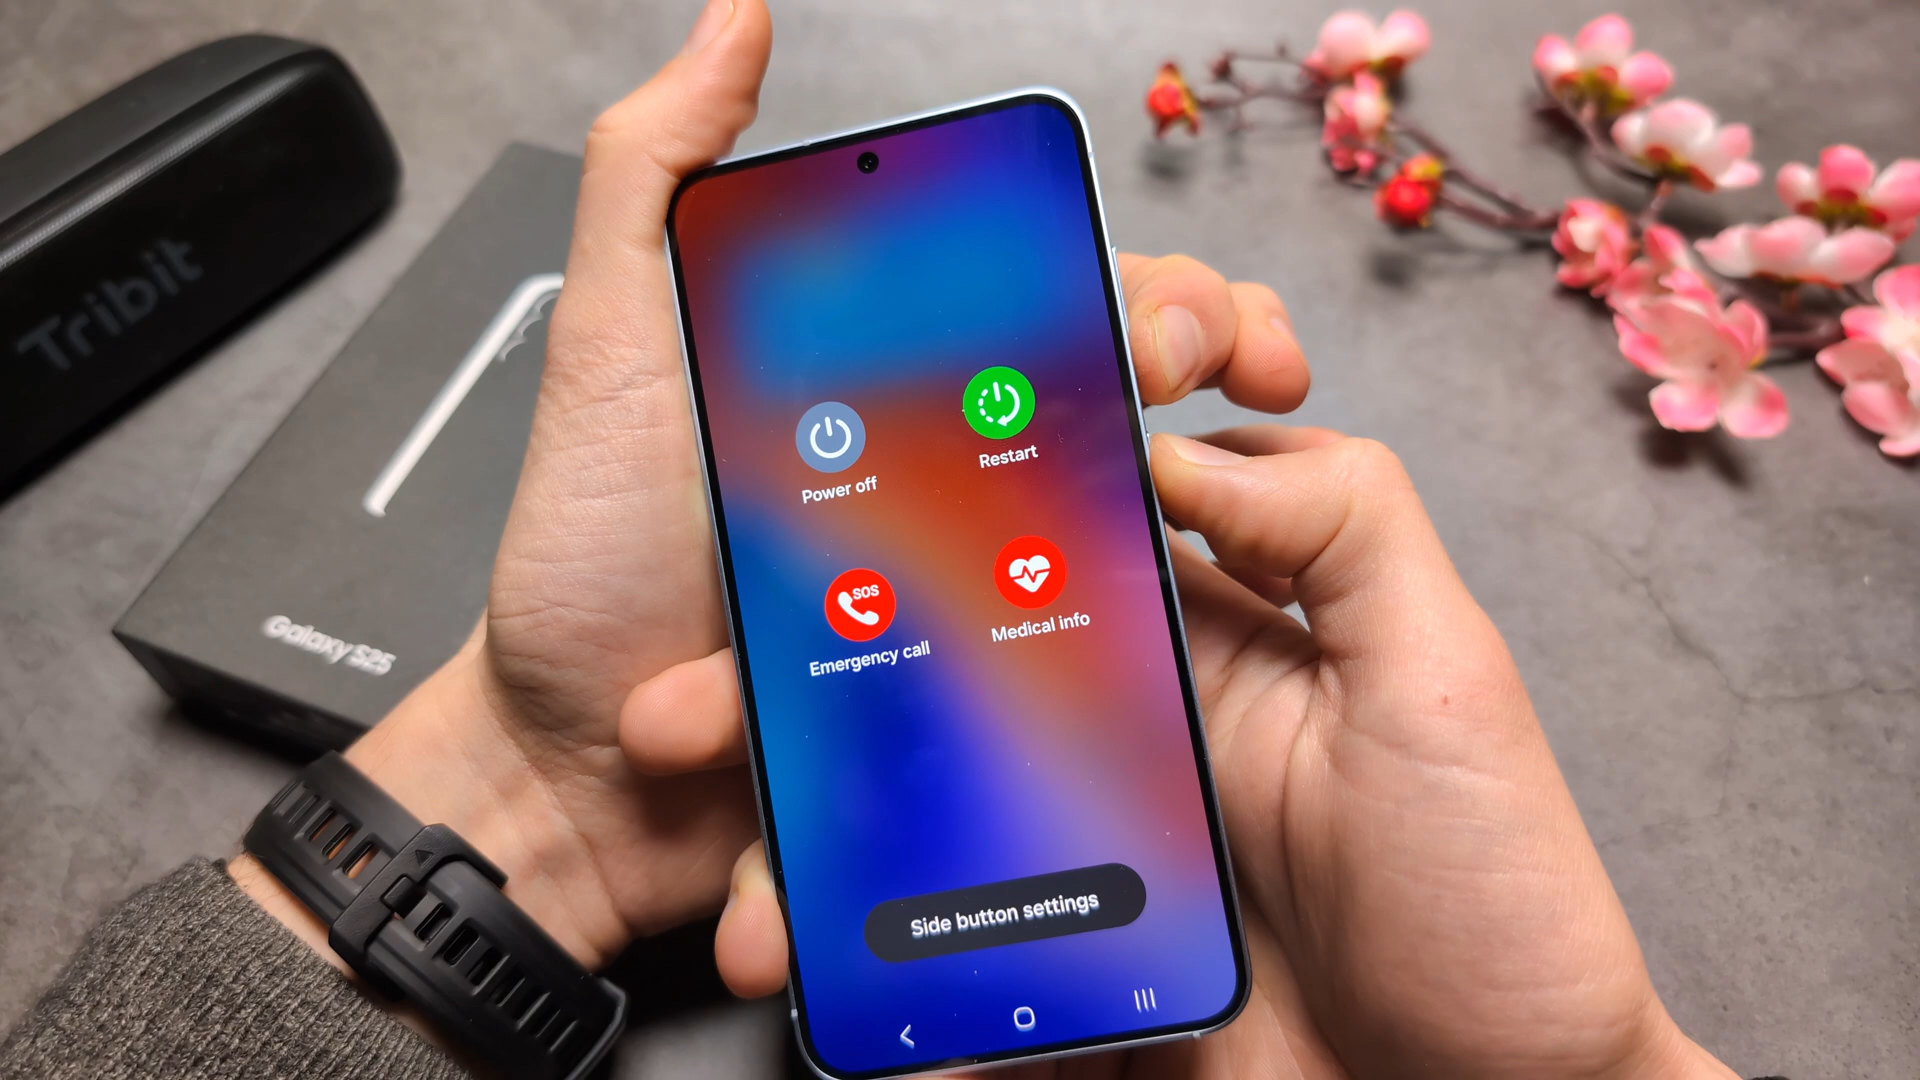 Tribit
Galaxy S25
Power off
Restart
SOS
Emergency call
Medical info
Side button settings